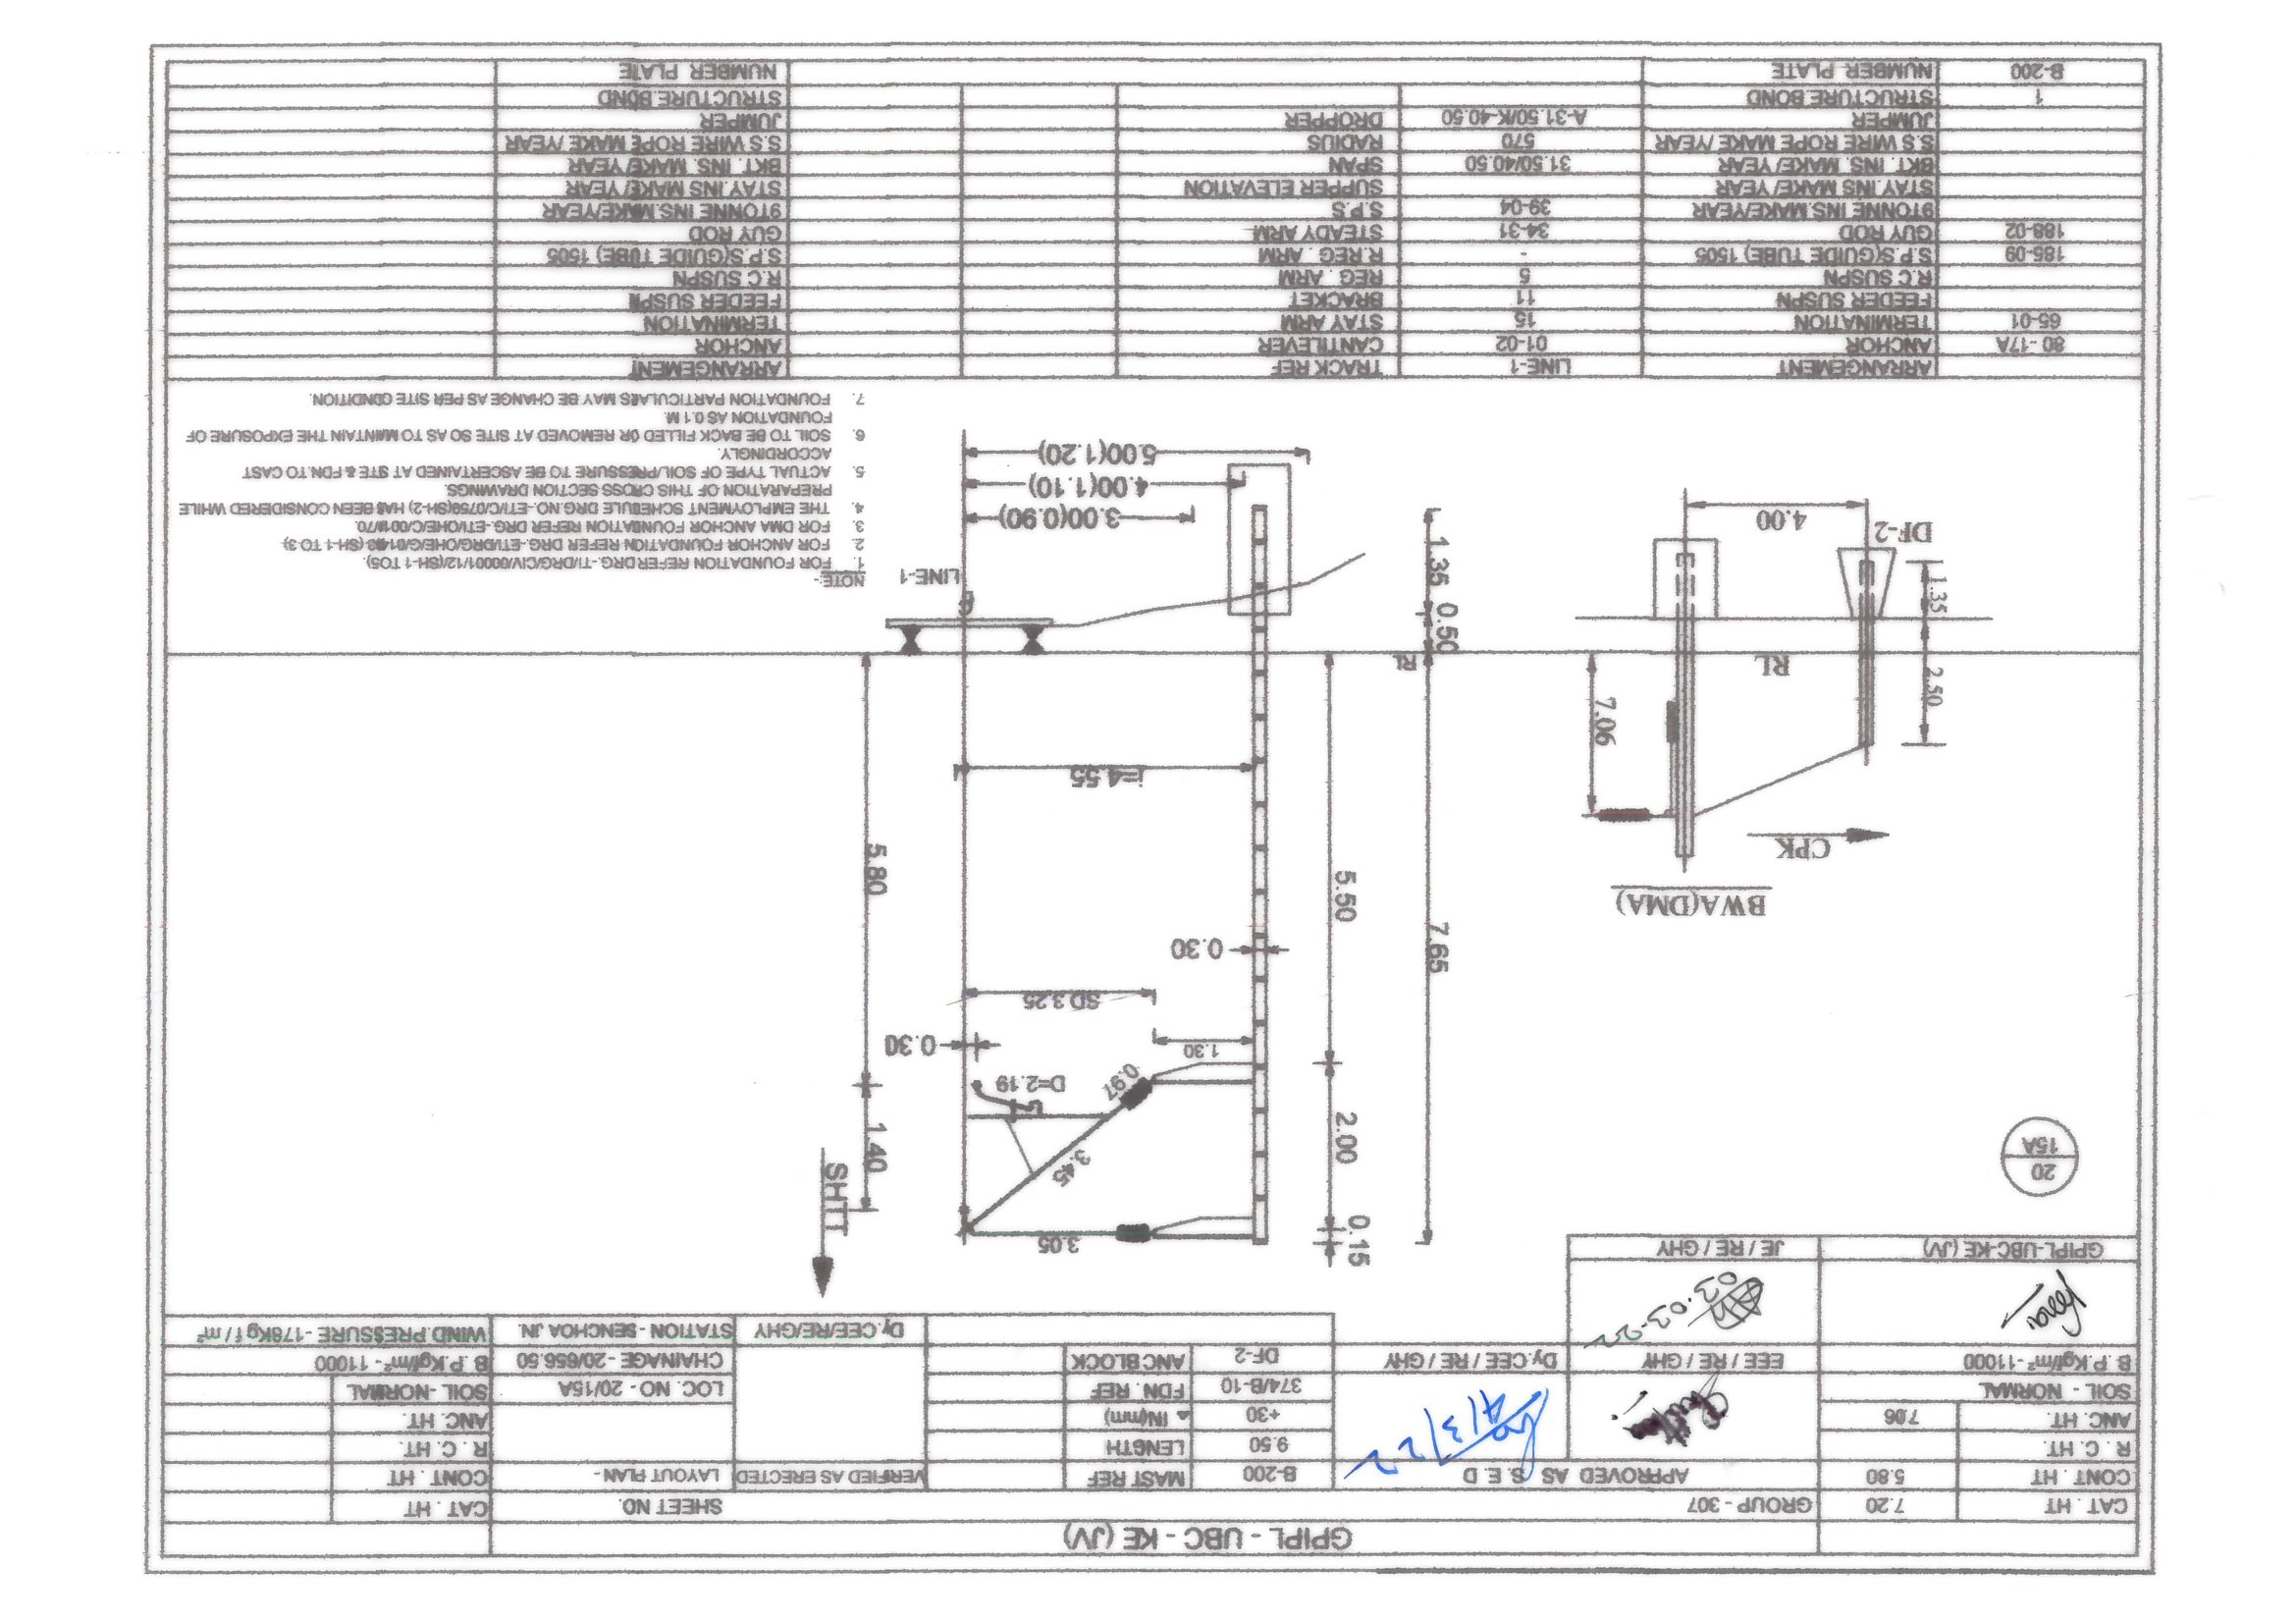 GPIPL - UBC - KE (JV)
CAT . HT 7.20 GROUP - 307 SHEET NO. CAT . HT
CONT . HT 5.80 APPROVED AS S. E. D B-200 MAST REF VERIFIED AS ERECTED LAYOUT PLAN - CONT . HT
R . C. HT. 9.50 LENGTH R . C. HT.
ANC. HT. 7.06 +30 IN(mm) ANC. HT.
SOIL - NORMAL 374/B-10 FDN. REF LOC. NO - 20/15A SOIL -NORMAL
B .P.Kgf/m² -11000 EEE / RE / GHY Dy.CEE / RE / GHY DF-2 ANC BLOCK CHAINAGE - 20/656.50 B .P.Kgf/m² - 11000
Dy.CEE/RE/GHY STATION - SENCHOA JN. WIND.PRESSURE -178Kg f / m²
4/3/22
03-03-22
GPIPL-UBC-KE (JV) JE / RE / GHY
20
15A
BWA(DMA)
CPK
2.50
1.35
RL
7.06
DF-2
4.00
0.15
2.00
5.50
7.65
RL
0.50
1.35
3.05
3.45
0.97
D=2.19
1.30
0.30
SD 3.25
0.30
i=4.55
SHTT
1.40
5.80
LINE-1
3.00(0.90)
4.00(1.10)
5.00(1.20)
NOTE:-
1. FOR FOUNDATION REFER DRG.-TI/DRG/CIV/00001/12/(SH-1 TO5).
2. FOR ANCHOR FOUNDATION REFER DRG.-ETI/DRG/OHE/G/ (SH-1 TO 3)
3. FOR DMA ANCHOR FOUNDATION REFER DRG.-ETI/OHE/C/0018/70.
4. THE EMPLOYMENT SCHEDULE DRG.NO.-ETI/C/0759(SH-2) HAS BEEN CONSIDERED WHILE
PREPARATION OF THIS CROSS SECTION DRAWINGS.
5. ACTUAL TYPE OF SOIL/PRESSURE TO BE ASCERTAINED AT SITE & FDN.TO CAST
ACCORDINGLY.
6. SOIL TO BE BACK FILLED OR REMOVED AT SITE SO AS TO MAINTAIN THE EXPOSURE OF
FOUNDATION AS 0.1 M.
7. FOUNDATION PARTICULARS MAY BE CHANGE AS PER SITE CONDITION.
ARRANGEMENT LINE-1 TRACK REF ARRANGEMENT
80 -17A ANCHOR 01-02 CANTILEVER ANCHOR
65-01 TERMINATION 15 STAY ARM TERMINATION
FEEDER SUSPN 11 BRACKET FEEDER SUSPN
R.C SUSPN 5 REG . ARM R.C SUSPN
185-09 S.P.S(GUIDE TUBE) 1505 - R.REG . ARM S.P.S(GUIDE TUBE) 1505
188-02 GUY ROD 34-31 STEADY ARM GUY ROD
9TONNE INS.MAKE/YEAR 39-04 S.P.S 9TONNE INS.MAKE/YEAR
STAY.INS MAKE/ YEAR SUPPER ELEVATION STAY.INS MAKE/ YEAR
BKT. INS. MAKE/ YEAR 31.50/40.50 SPAN BKT. INS. MAKE/ YEAR
S.S WIRE ROPE MAKE /YEAR 570 RADIUS S.S WIRE ROPE MAKE /YEAR
JUMPER A-31.50/K-40.50 DROPPER JUMPER
1 STRUCTURE.BOND STRUCTURE.BOND
B-200 NUMBER PLATE NUMBER PLATE